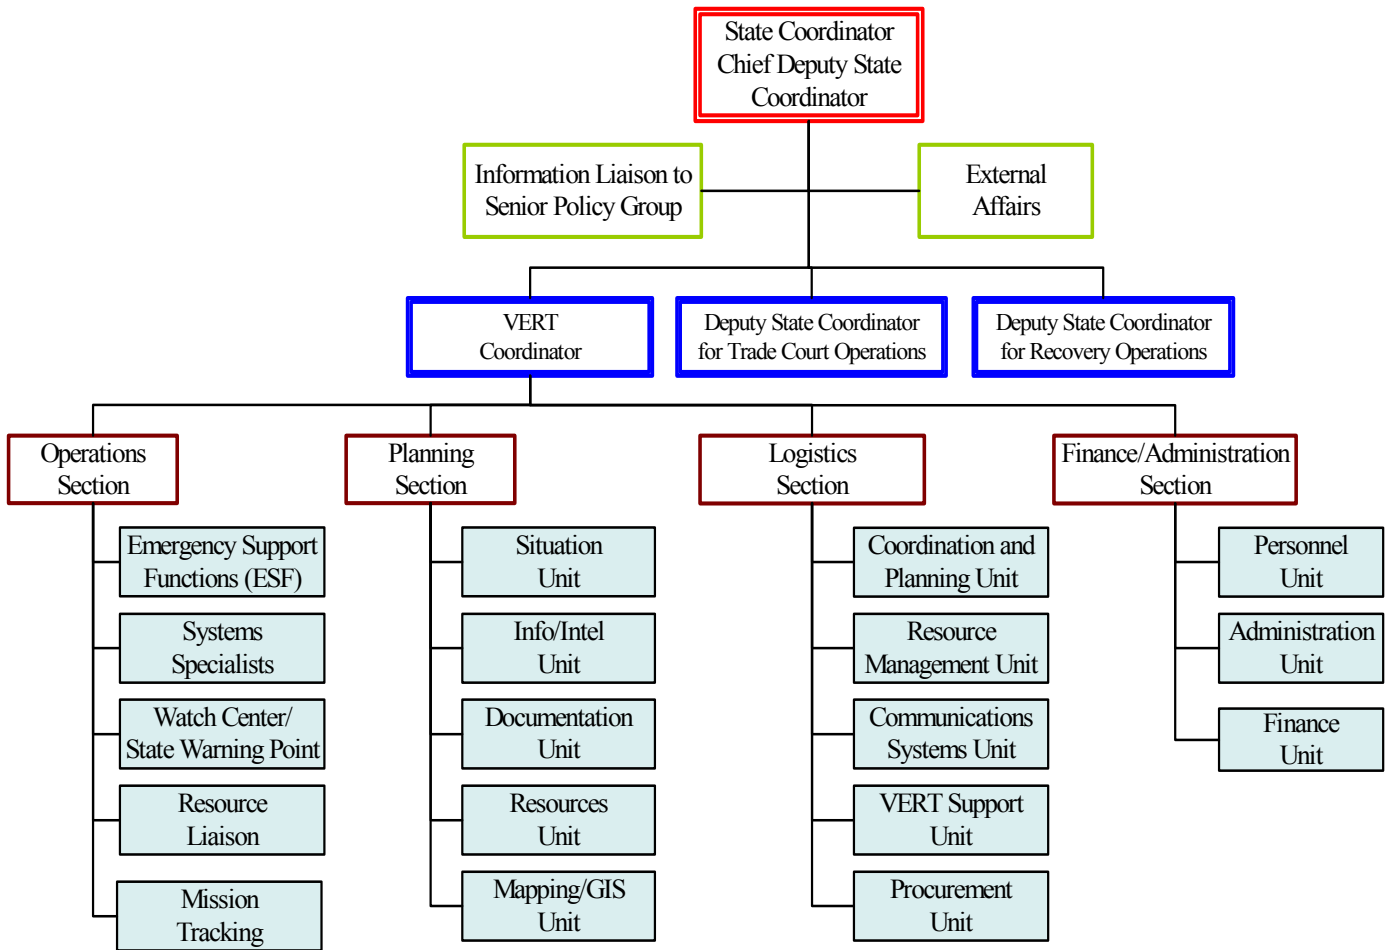 State Coordinator
Chief Deputy State
Coordinator
Information Liaison to
Senior Policy Group
External
Affairs
VERT
Coordinator
Deputy State Coordinator
for Trade Court Operations
Deputy State Coordinator
for Recovery Operations
Operations
Section
Planning
Section
Logistics
Section
Finance/Administration
Section
Emergency Support
Functions (ESF)
Systems
Specialists
Watch Center/
State Warning Point
Resource
Liaison
Mission
Tracking
Situation
Unit
Info/Intel
Unit
Documentation
Unit
Resources
Unit
Mapping/GIS
Unit
Coordination and
Planning Unit
Resource
Management Unit
Communications
Systems Unit
VERT Support
Unit
Procurement
Unit
Personnel
Unit
Administration
Unit
Finance
Unit